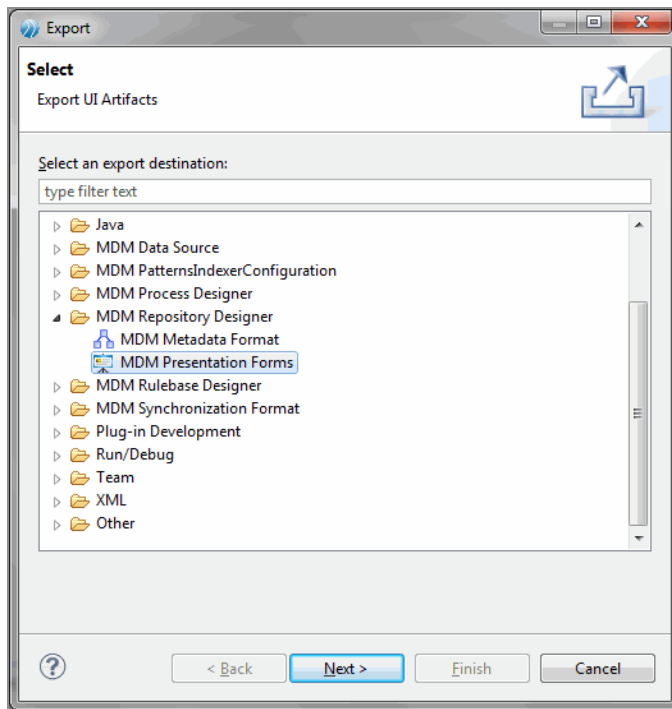 Export
Select
Export UI Artifacts
Select an export destination:
type filter text
Java
MDM Data Source
MDM PatternsIndexerConfiguration
MDM Process Designer
MDM Repository Designer
MDM Metadata Format
MDM Presentation Forms
MDM Rulebase Designer
MDM Synchronization Format
Plug-in Development
Run/Debug
Team
XML
Other
? < Back Next > Finish Cancel